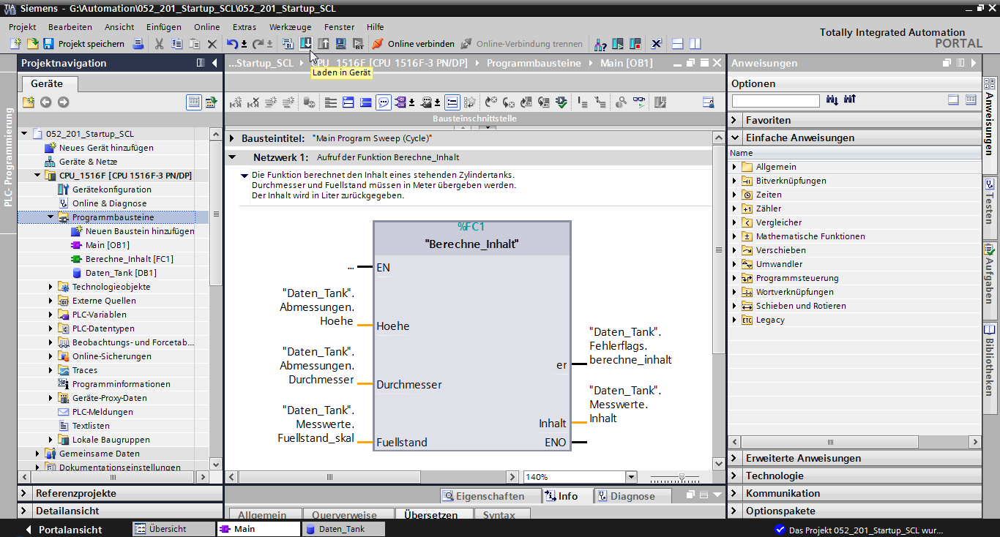 TIA
V13
Siemens - G:\Automation\052_201_Startup_SCL\052_201_Startup_SCL
Projekt Bearbeiten Ansicht Einfügen Online Extras Werkzeuge Fenster Hilfe
Totally Integrated Automation
PORTAL
Projekt speichern
Online verbinden
Online-Verbindung trennen
Laden in Gerät
PLC- Programmierung
Projektnavigation
Geräte
052_201_Startup_SCL
Neues Gerät hinzufügen
Geräte & Netze
CPU_1516F [CPU 1516F-3 PN/DP]
Gerätekonfiguration
Online & Diagnose
Programmbausteine
Neuen Baustein hinzufügen
Main [OB1]
Berechne_Inhalt [FC1]
Daten_Tank [DB1]
Technologieobjekte
Externe Quellen
PLC-Variablen
PLC-Datentypen
Beobachtungs- und Forcetab...
Online-Sicherungen
Traces
Programminformationen
Geräte-Proxy-Daten
PLC-Meldungen
Textlisten
Lokale Baugruppen
Gemeinsame Daten
Dokumentationseinstellungen
Referenzprojekte
Detailansicht
...Startup_SCL CPU_1516F [CPU 1516F-3 PN/DP] Programmbausteine Main [OB1]
Bausteinschnittstelle
Bausteintitel: "Main Program Sweep (Cycle)"
Netzwerk 1: Aufruf der Funktion Berechne_Inhalt
Die Funktion berechnet den Inhalt eines stehenden Zylindertanks.
Durchmesser und Fuellstand müssen in Meter übergeben werden.
Der Inhalt wird in Liter zurückgegeben.
%FC1
"Berechne_Inhalt"
... EN
"Daten_Tank".
Abmessungen.
Hoehe
Hoehe
"Daten_Tank".
Abmessungen.
Durchmesser
Durchmesser
"Daten_Tank".
Messwerte.
Fuellstand_skal
Fuellstand
er
"Daten_Tank".
Fehlerflags.
berechne_inhalt
Inhalt
"Daten_Tank".
Messwerte.
Inhalt
ENO
140%
Eigenschaften Info Diagnose
Allgemein Querverweise Übersetzen Syntax
Anweisungen
Optionen
Favoriten
Einfache Anweisungen
Name
Allgemein
Bitverknüpfungen
Zeiten
Zähler
Vergleicher
Mathematische Funktionen
Verschieben
Umwandler
Programmsteuerung
Wortverknüpfungen
Schieben und Rotieren
Legacy
Erweiterte Anweisungen
Technologie
Kommunikation
Optionspakete
Anweisungen
Testen
Aufgaben
Bibliotheken
Portalansicht Übersicht Main Daten_Tank
Das Projekt 052_201_Startup_SCL wur...